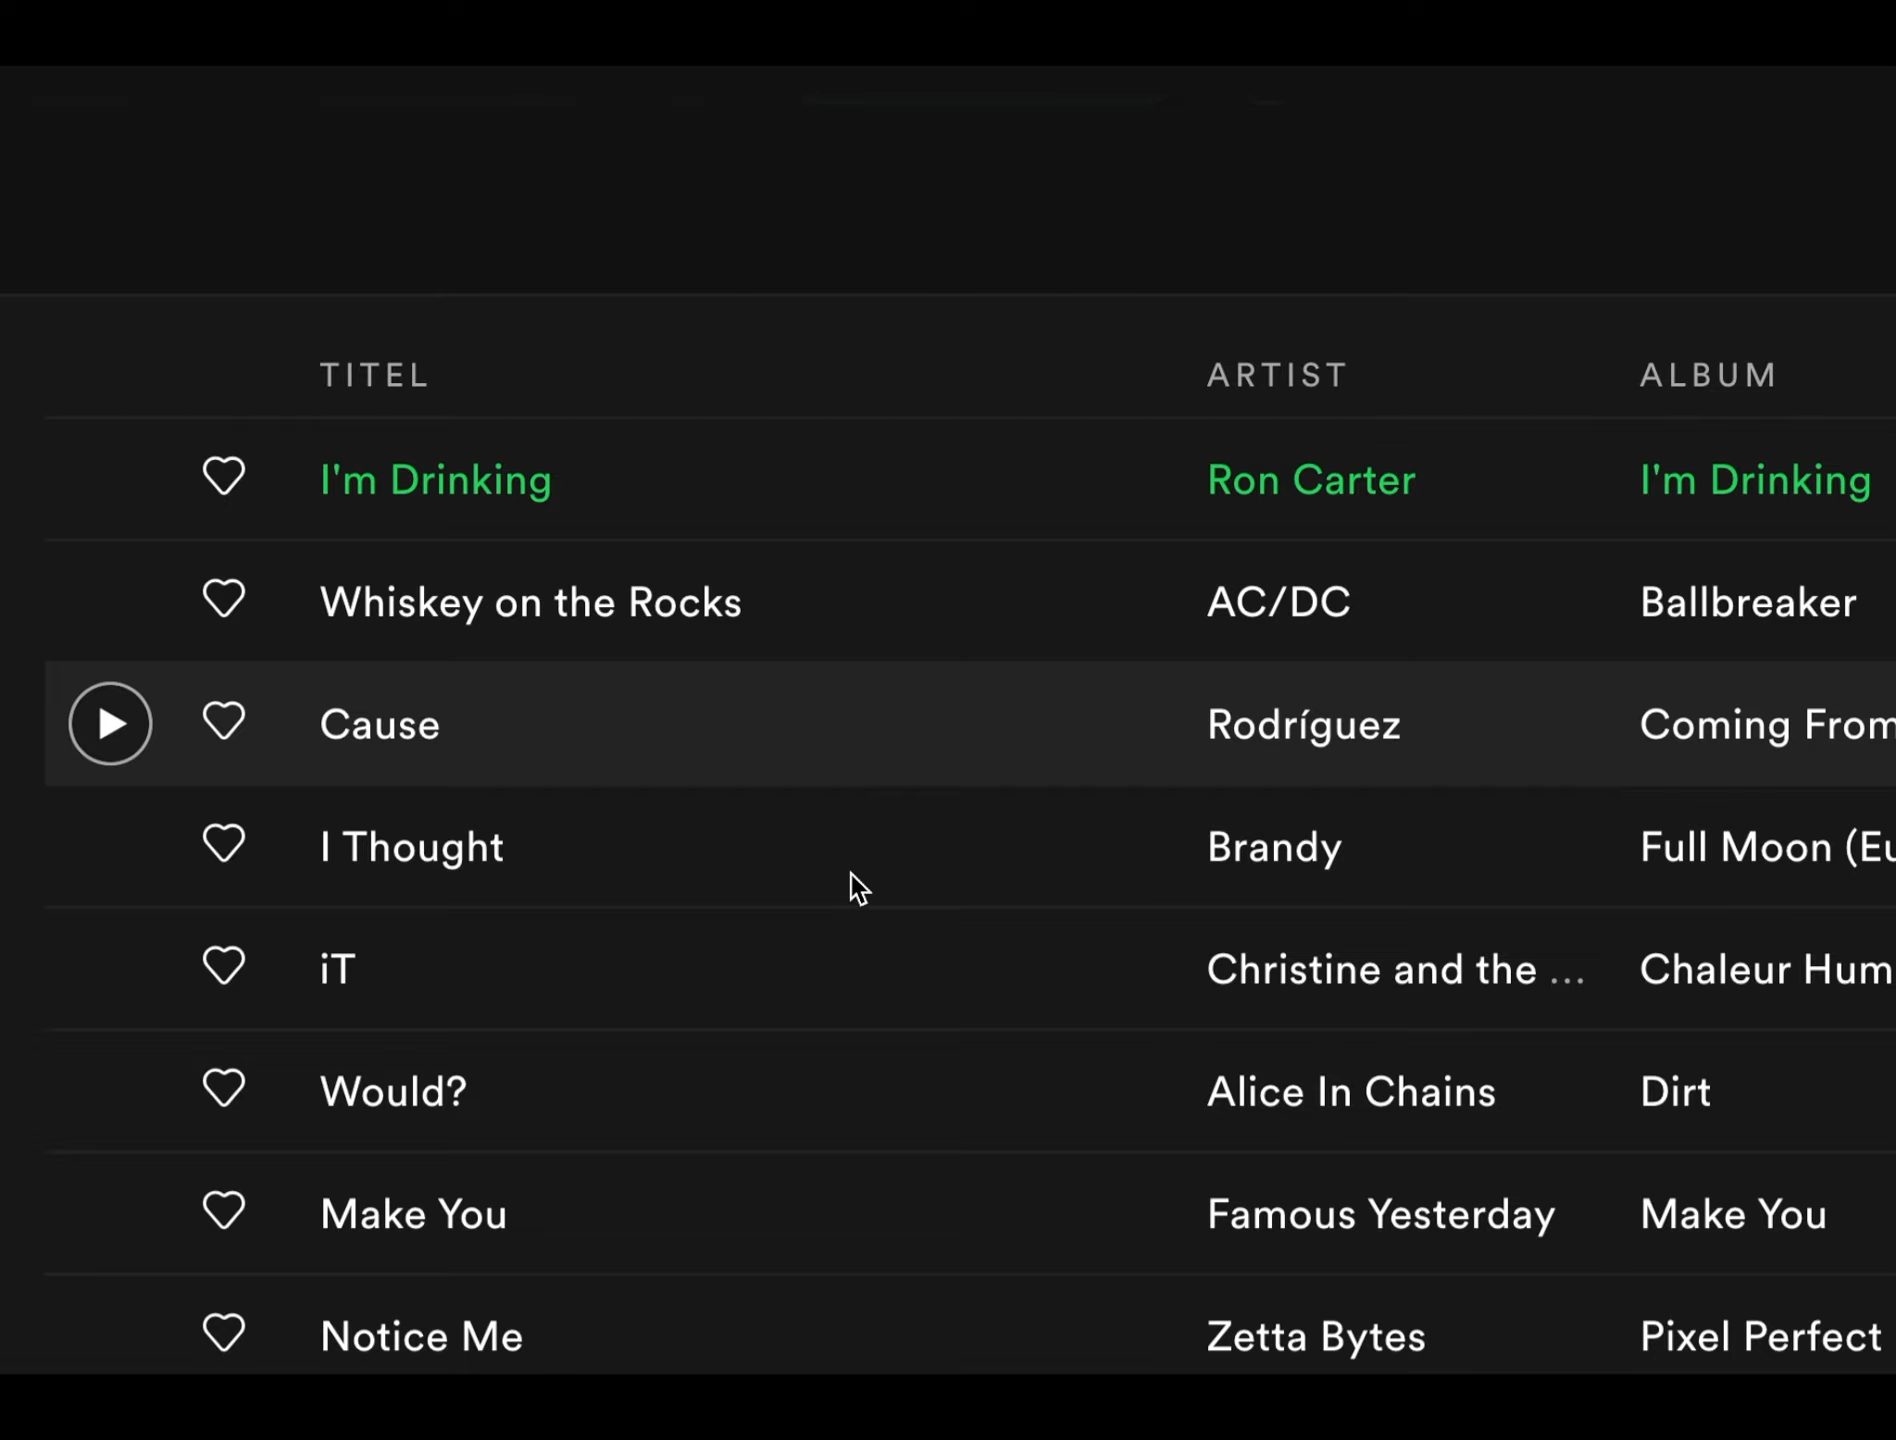 TITEL ARTIST ALBUM
I'm Drinking Ron Carter I'm Drinking
Whiskey on the Rocks AC/DC Ballbreaker
Cause Rodríguez Coming From
I Thought Brandy Full Moon (Eu
iT Christine and the ... Chaleur Hum
Would? Alice In Chains Dirt
Make You Famous Yesterday Make You
Notice Me Zetta Bytes Pixel Perfect